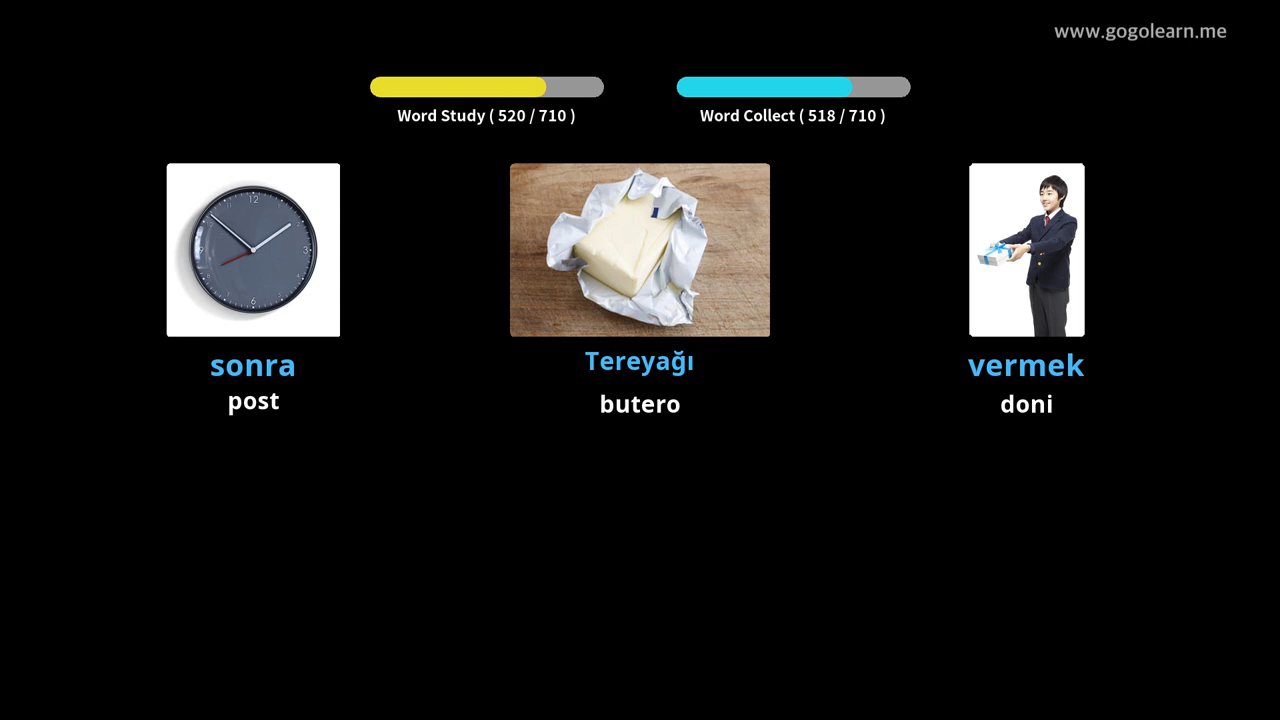 www.gogolearn.me
Word Study ( 520 / 710 )
Word Collect ( 518 / 710 )
sonra
post
Tereyağı
butero
vermek
doni